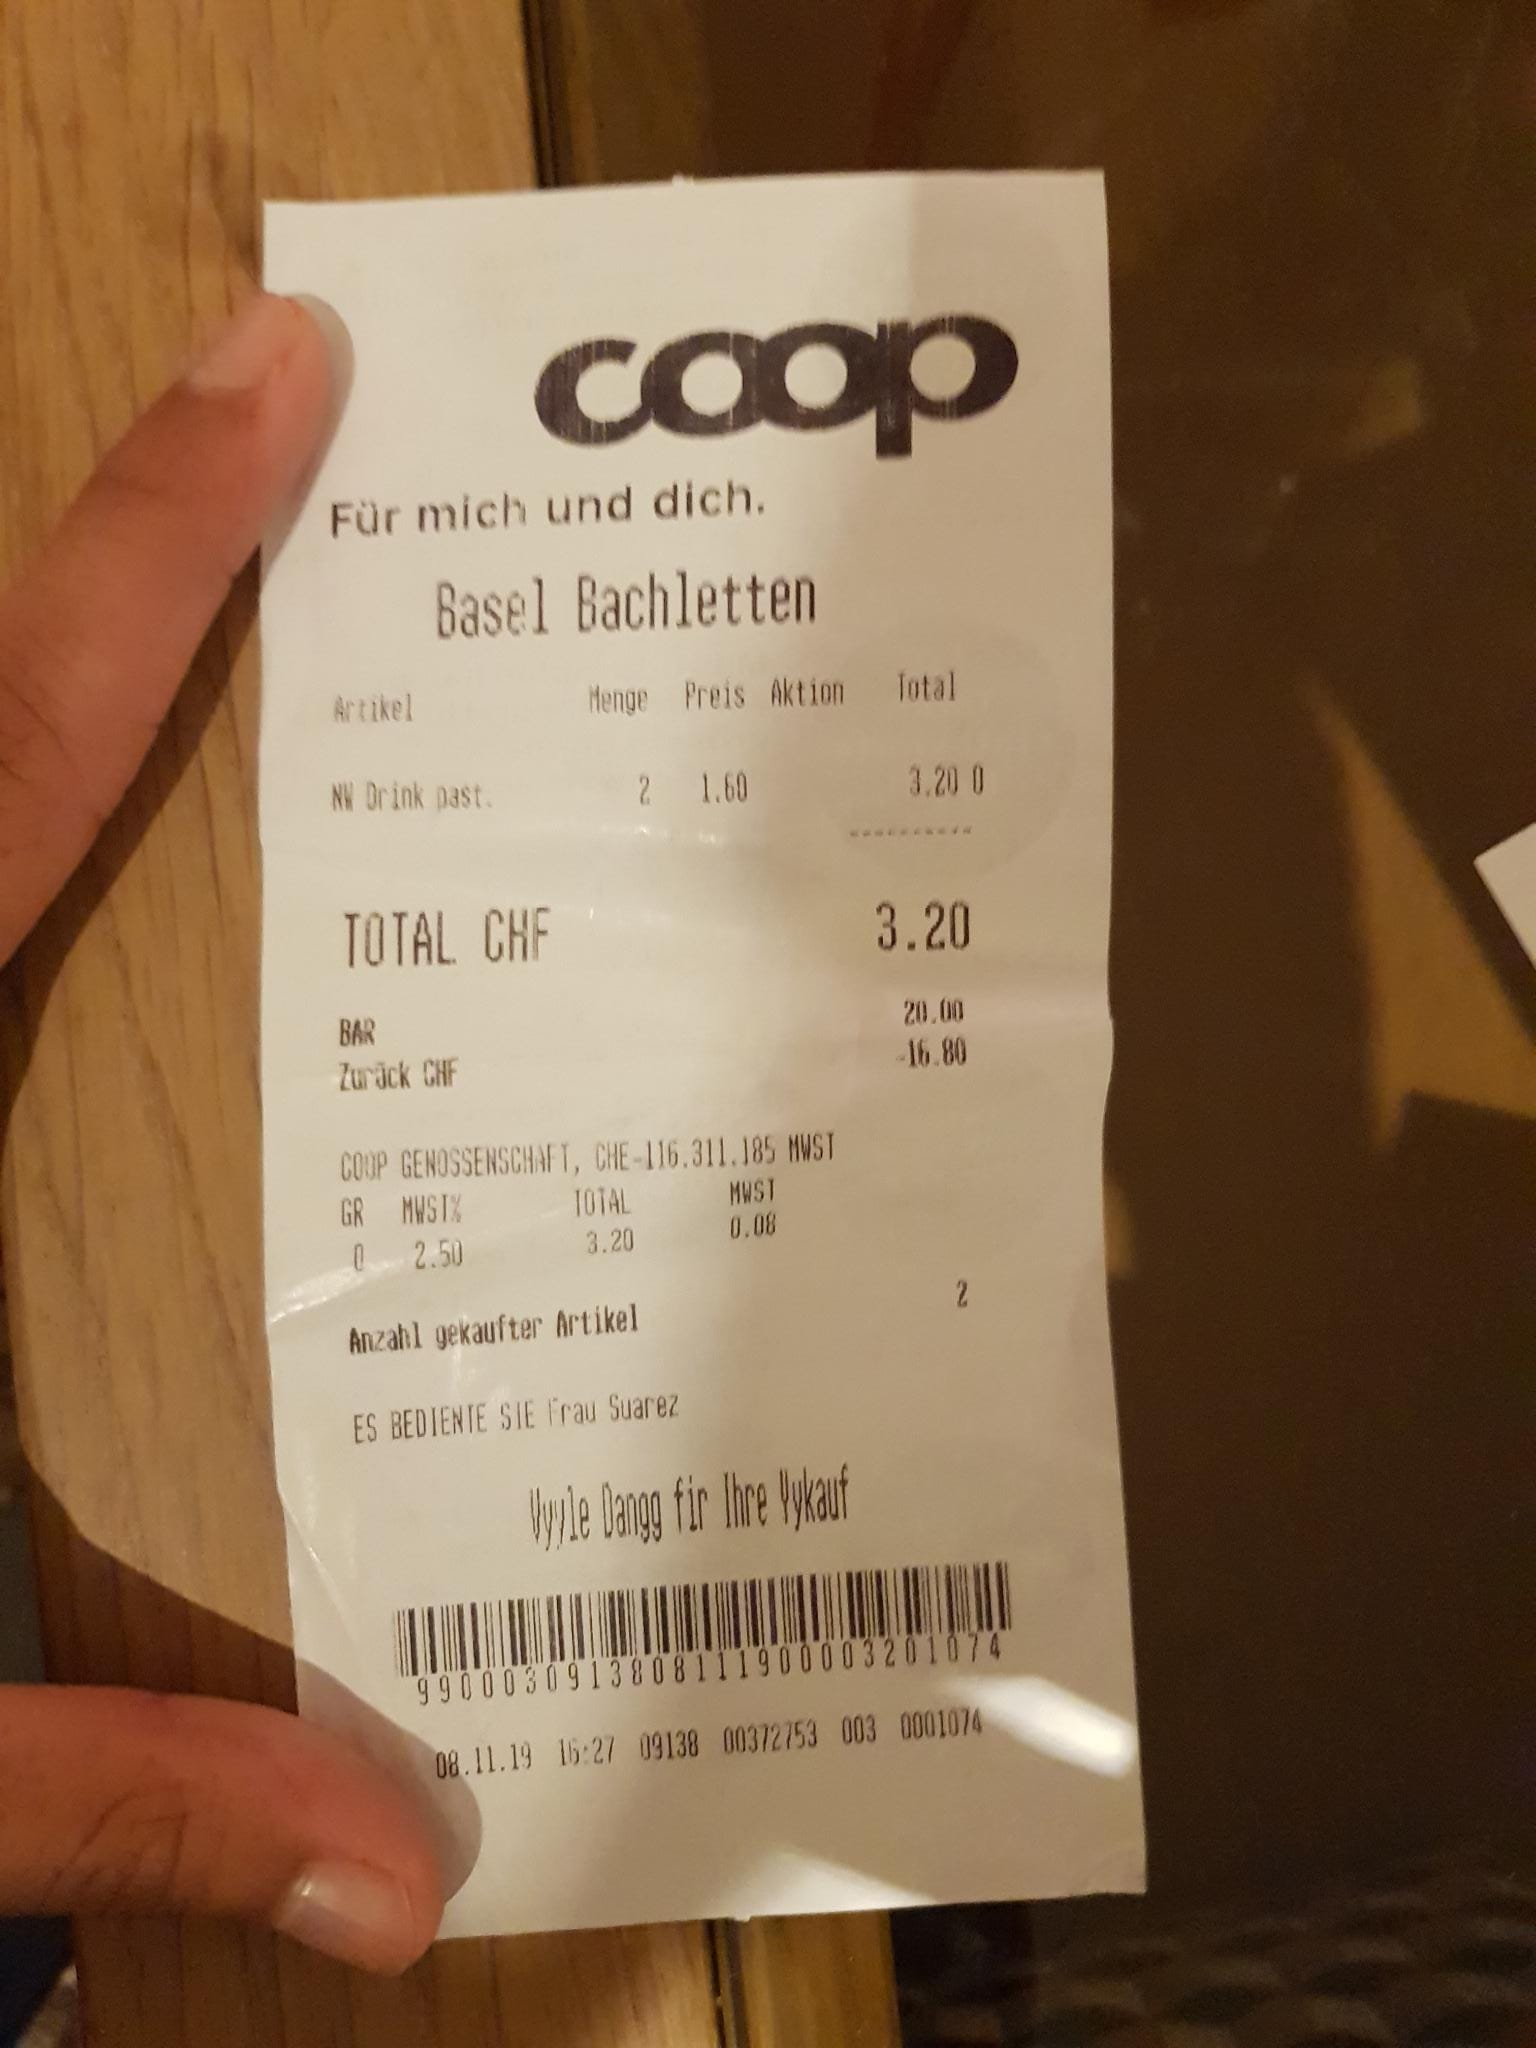 coop
Für mich und dich.
Basel Bachletten
Artikel Menge Preis Aktion Total
NW Drink past. 2 1.60 3.20 0
----------
TOTAL CHF 3.20
BAR 20.00
Zurück CHF -16.80
COOP GENOSSENSCHAFT, CHE-116.311.185 MWST
GR MWST% TOTAL MWST
0 2.50 3.20 0.08
Anzahl gekaufter Artikel 2
ES BEDIENTE SIE Frau Suarez
Vyyle Dangg fir Ihre Yykauf
9900030913808111900003201074
08.11.19 16:27 09138 00372753 003 0001074